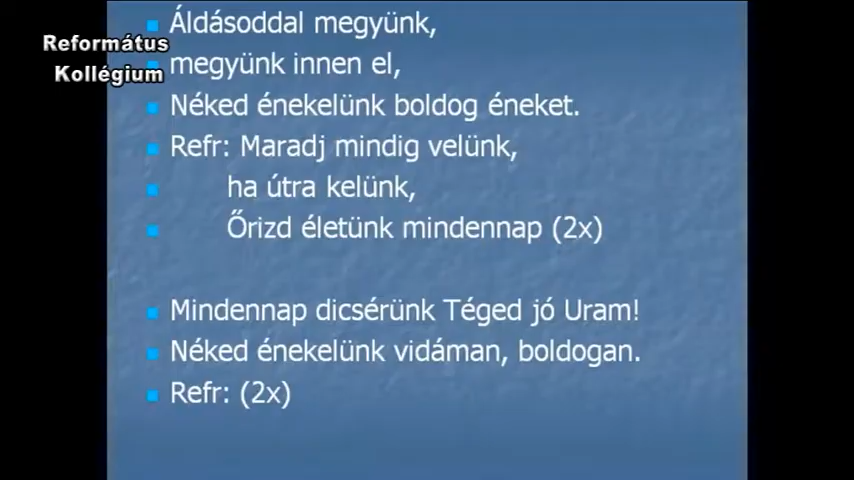 Református
Kollégium
Áldásoddal megyünk,
megyünk innen el,
Néked énekelünk boldog éneket.
Refr: Maradj mindig velünk,
ha útra kelünk,
Őrizd életünk mindennap (2x)
Mindennap dicsérünk Téged jó Uram!
Néked énekelünk vidáman, boldogan.
Refr: (2x)